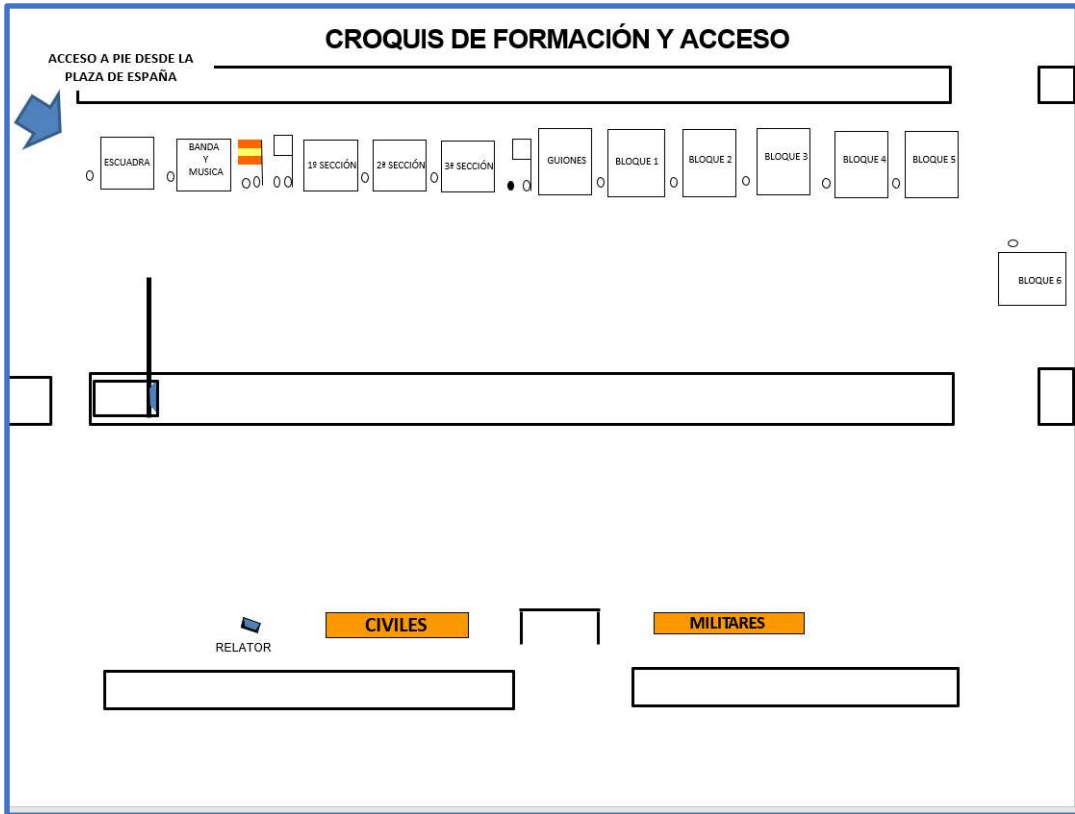 CROQUIS DE FORMACIÓN Y ACCESO
ACCESO A PIE DESDE LA
PLAZA DE ESPAÑA
ESCUADRA
BANDA
Y
MUSICA
1º SECCIÓN
2ª SECCIÓN
3ª SECCIÓN
GUIONES
BLOQUE 1
BLOQUE 2
BLOQUE 3
BLOQUE 4
BLOQUE 5
BLOQUE 6
CIVILES
MILITARES
RELATOR